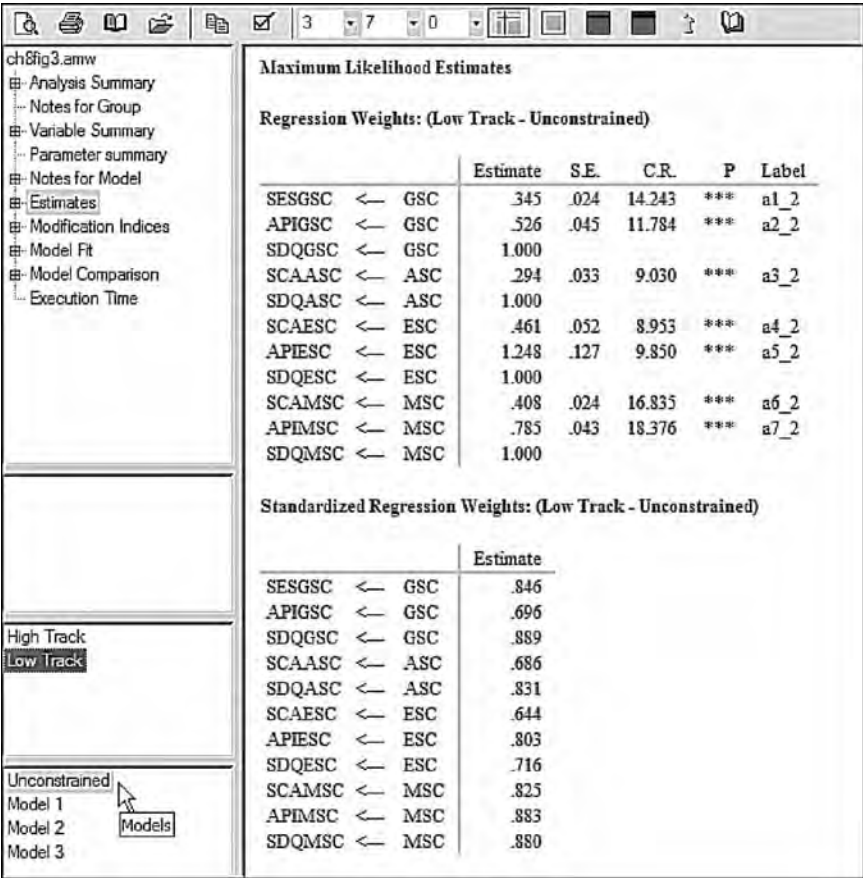 3 7 0
ch8fig3.amw
Analysis Summary
Notes for Group
Variable Summary
Parameter summary
Notes for Model
Estimates
Modification Indices
Model Fit
Model Comparison
Execution Time
High Track
Low Track
Unconstrained
Model 1
Model 2
Model 3
Models
Maximum Likelihood Estimates
Regression Weights: (Low Track - Unconstrained)
Estimate S.E. C.R. P Label
SESGSC <--- GSC .345 .024 14.243 *** a1_2
APIGSC <--- GSC .526 .045 11.784 *** a2_2
SDQGSC <--- GSC 1.000
SCAASC <--- ASC .294 .033 9.030 *** a3_2
SDQASC <--- ASC 1.000
SCAESC <--- ESC .461 .052 8.953 *** a4_2
APIESC <--- ESC 1.248 .127 9.850 *** a5_2
SDQESC <--- ESC 1.000
SCAMSC <--- MSC .408 .024 16.835 *** a6_2
APIMSC <--- MSC .785 .043 18.376 *** a7_2
SDQMSC <--- MSC 1.000
Standardized Regression Weights: (Low Track - Unconstrained)
Estimate
SESGSC <--- GSC .846
APIGSC <--- GSC .696
SDQGSC <--- GSC .889
SCAASC <--- ASC .686
SDQASC <--- ASC .831
SCAESC <--- ESC .644
APIESC <--- ESC .803
SDQESC <--- ESC .716
SCAMSC <--- MSC .825
APIMSC <--- MSC .883
SDQMSC <--- MSC .880